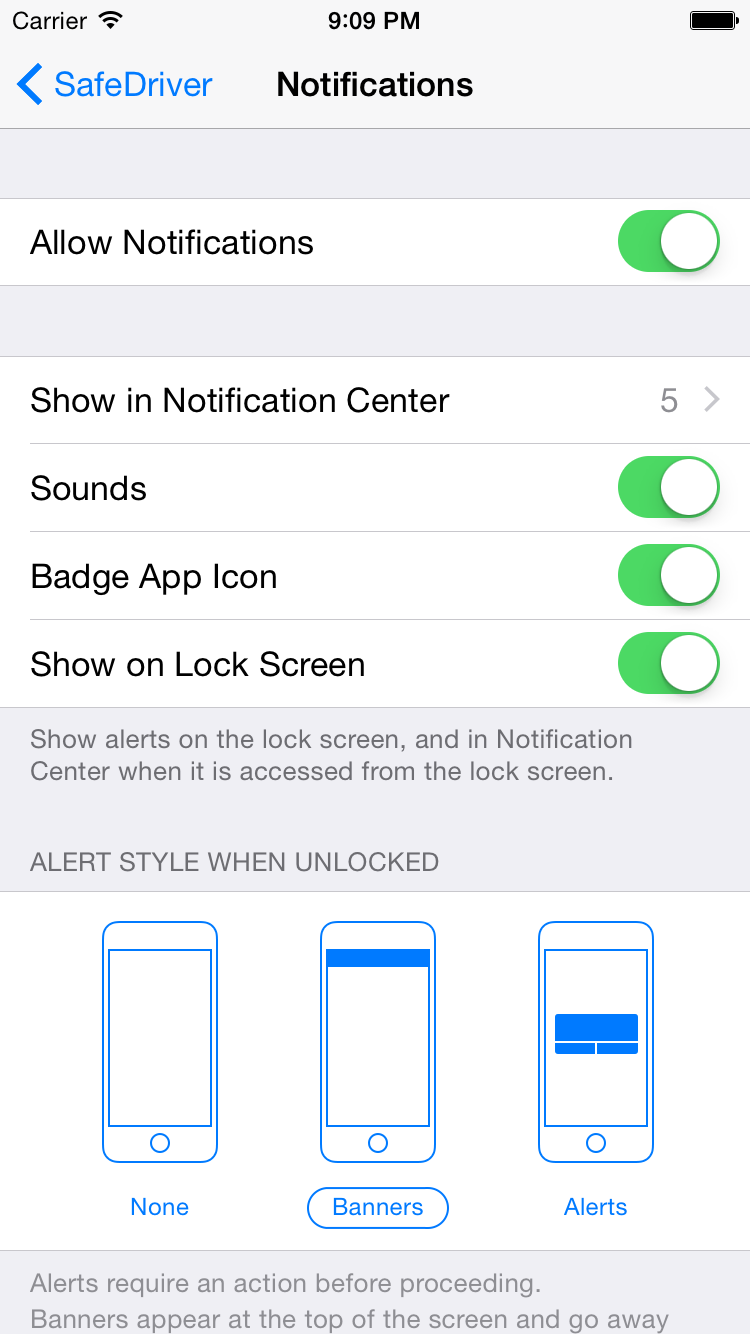 Carrier 9:09 PM
SafeDriver Notifications
Allow Notifications
Show in Notification Center 5
Sounds
Badge App Icon
Show on Lock Screen
Show alerts on the lock screen, and in Notification
Center when it is accessed from the lock screen.
ALERT STYLE WHEN UNLOCKED
None Banners Alerts
Alerts require an action before proceeding.
Banners appear at the top of the screen and go away